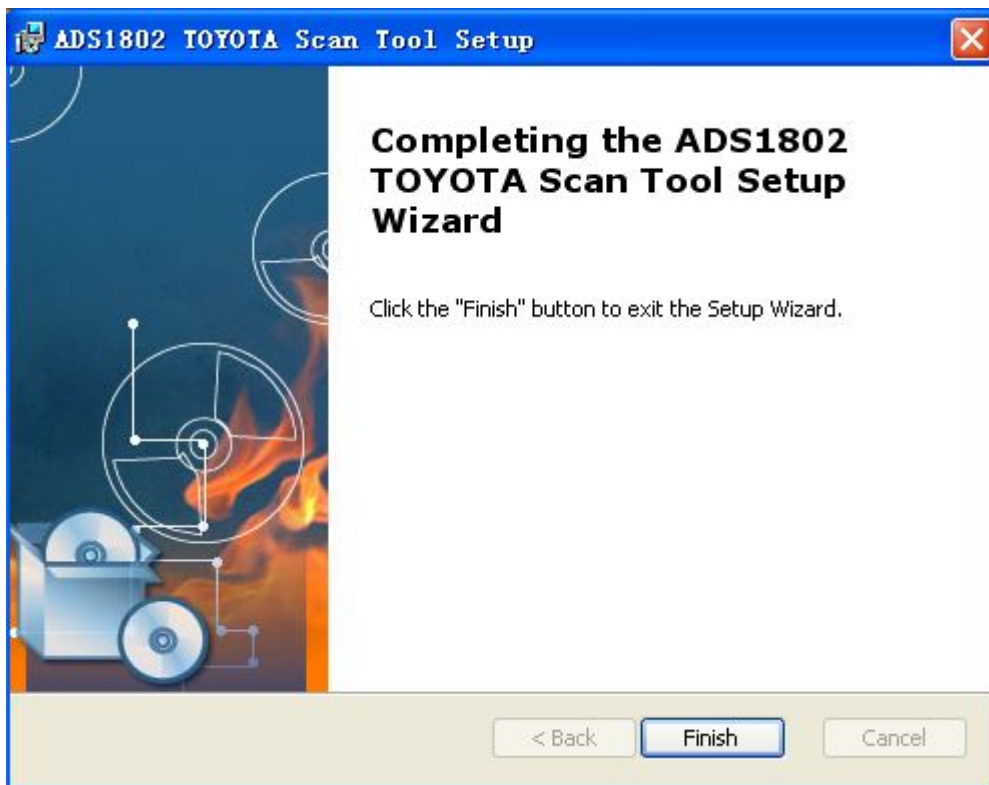 ADS1802 TOYOTA Scan Tool Setup
Completing the ADS1802
TOYOTA Scan Tool Setup
Wizard
Click the "Finish" button to exit the Setup Wizard.
< Back Finish Cancel